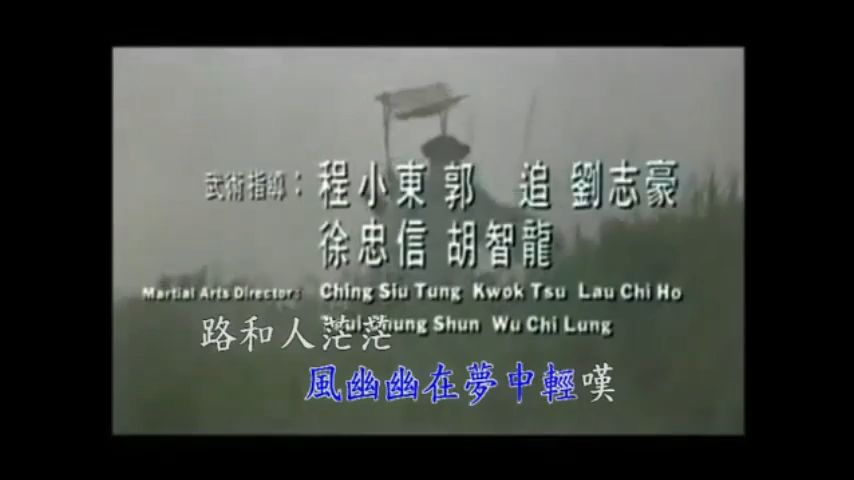 武術指導：程小東 郭 追 劉志豪
徐忠信 胡智龍
Martial Arts Director: Ching Siu Tung Kwok Tsu Lau Chi Ho
Shun Wu Chi Lung
路和人茫茫
風幽幽在夢中輕嘆